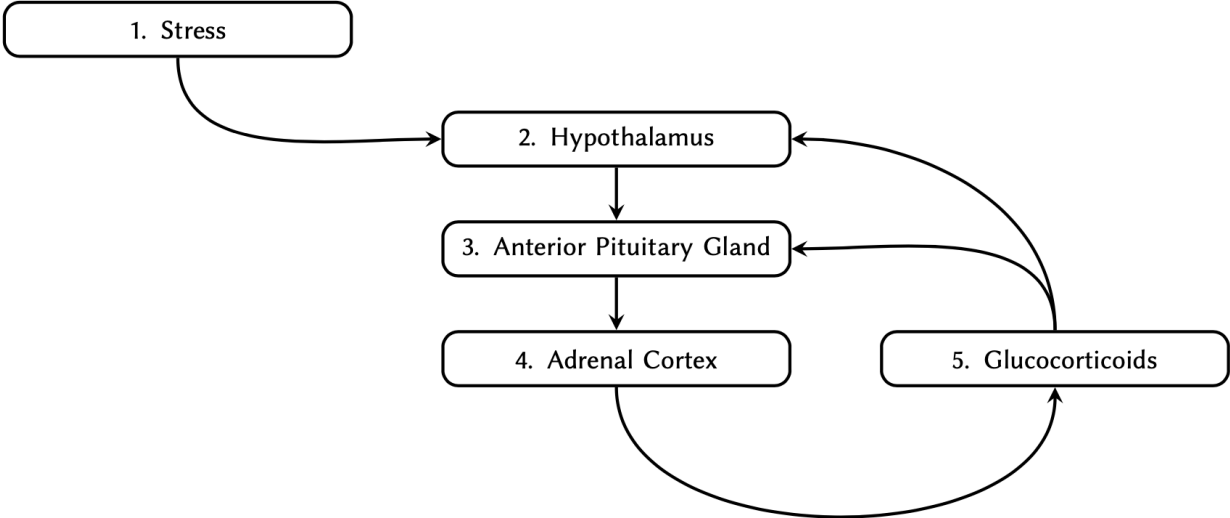 1. Stress
2. Hypothalamus
3. Anterior Pituitary Gland
4. Adrenal Cortex
5. Glucocorticoids